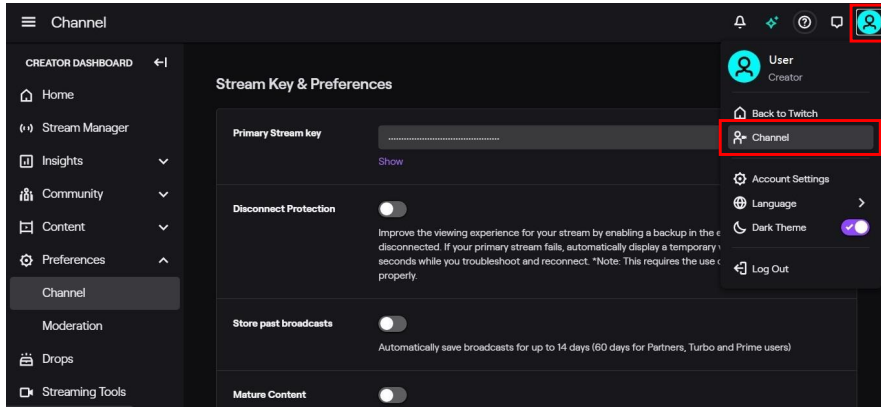 Channel
CREATOR DASHBOARD
Home
Stream Manager
Insights
Community
Content
Preferences
Channel
Moderation
Drops
Streaming Tools
Stream Key & Preferences
Primary Stream key
Show
Disconnect Protection
Improve the viewing experience for your stream by enabling a backup in the e
disconnected. If your primary stream fails, automatically display a temporary
seconds while you troubleshoot and reconnect. *Note: This requires the use
properly.
Store past broadcasts
Automatically save broadcasts for up to 14 days (60 days for Partners, Turbo and Prime users)
Mature Content
User
Creator
Back to Twitch
Channel
Account Settings
Language
Dark Theme
Log Out